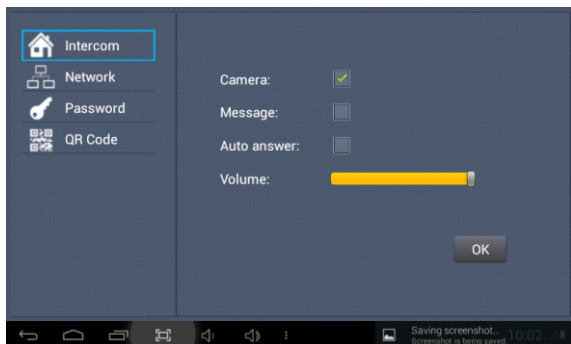 Intercom
Network
Password
QR Code
Camera:
Message:
Auto answer:
Volume:
OK
Saving screenshot...
Screenshot is being saved
10:02